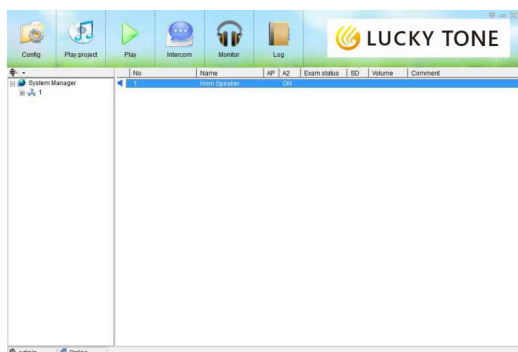 LUCKY TONE
Config Play project Play Intercom Monitor Log
No Name AP A2 Exam status SD Volume Comment
System Manager
1 Horn Speaker ON
1
admin Online